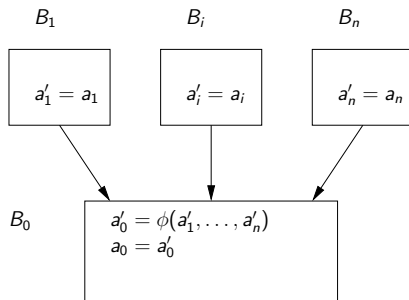 B₁ Bᵢ Bₙ
a′₁ = a₁ a′ᵢ = aᵢ a′ₙ = aₙ
B₀
a′₀ = ϕ(a′₁, . . . , a′ₙ)
a₀ = a′₀